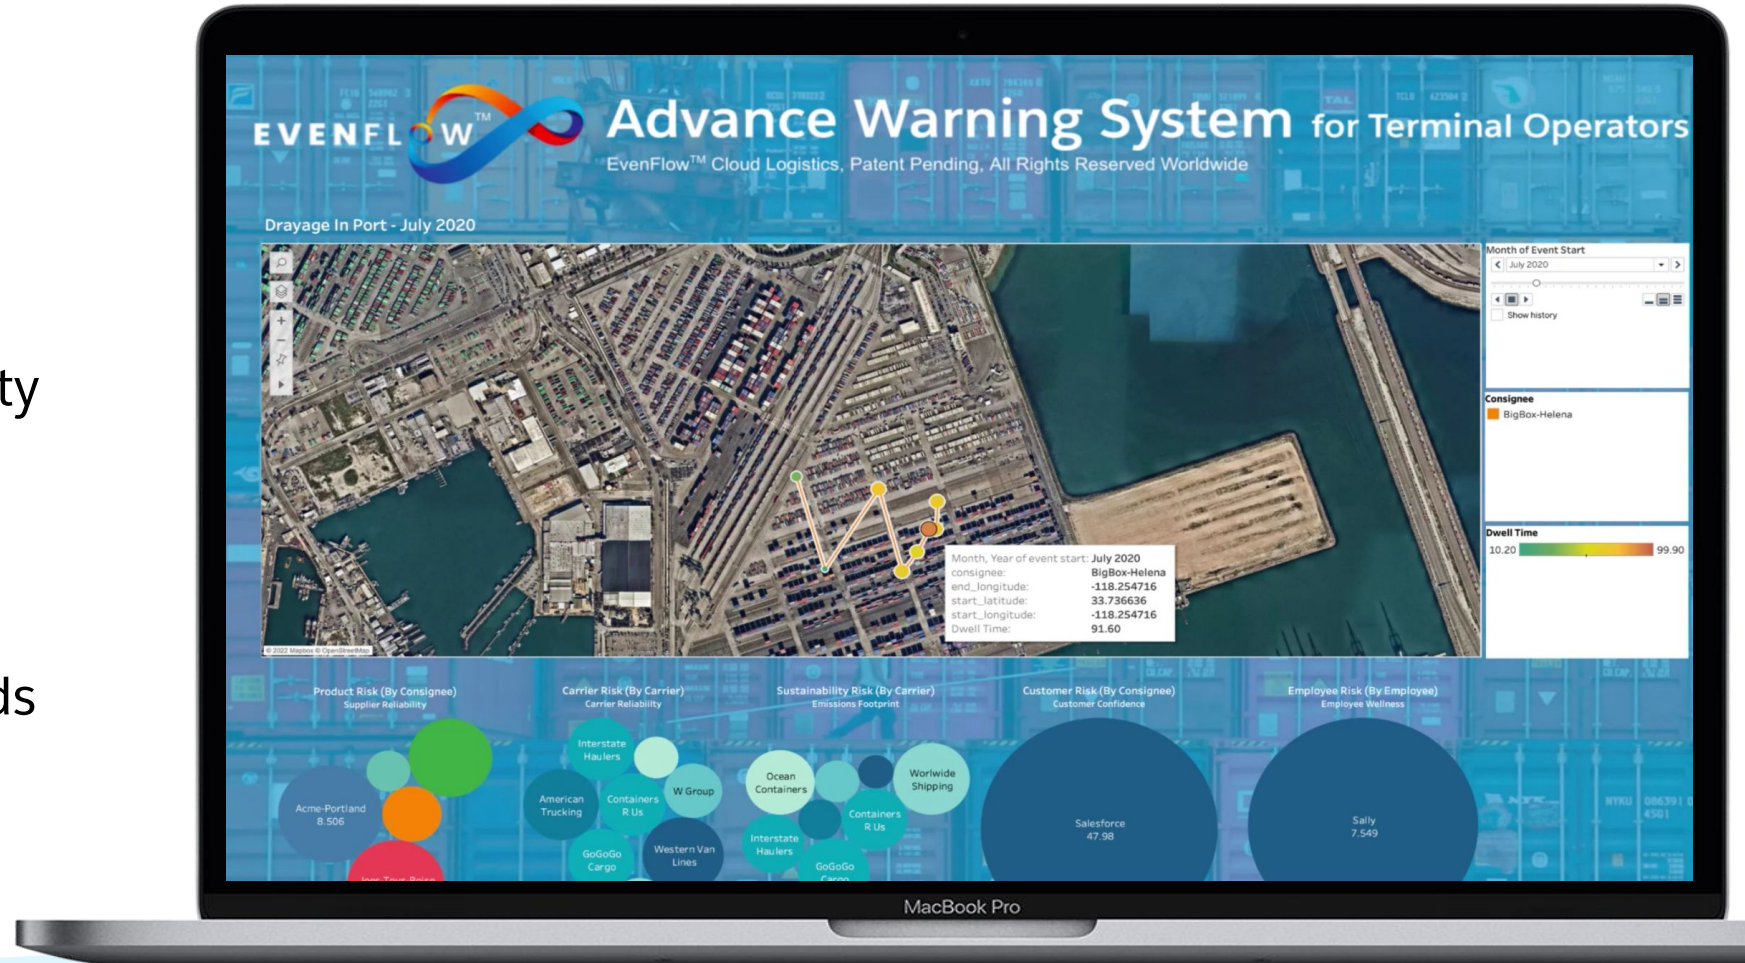 ty
ds
EVENFLOW™
Advance Warning System for Terminal Operators
EvenFlow™ Cloud Logistics, Patent Pending, All Rights Reserved Worldwide
Drayage In Port - July 2020
Month of Event Start
July 2020
Show history
Consignee
BigBox-Helena
Dwell Time
10.20 99.90
Month, Year of event start: July 2020
consignee: BigBox-Helena
end_longitude: -118.254716
start_latitude: 33.736636
start_longitude: -118.254716
Dwell Time: 91.60
© 2022 Mapbox © OpenStreetMap
Product Risk (By Consignee)
Supplier Reliability
Acme-Portland
8.506
Joes Toys-Boise
Carrier Risk (By Carrier)
Carrier Reliability
Interstate
Haulers
American
Trucking
Containers
R Us
W Group
GoGoGo
Cargo
Western Van
Lines
Sustainability Risk (By Carrier)
Emissions Footprint
Ocean
Containers
Worlwide
Shipping
Containers
R Us
Interstate
Haulers
GoGoGo
Cargo
Customer Risk (By Consignee)
Customer Confidence
Salesforce
47.98
Employee Risk (By Employee)
Employee Wellness
Sally
7.549
MacBook Pro